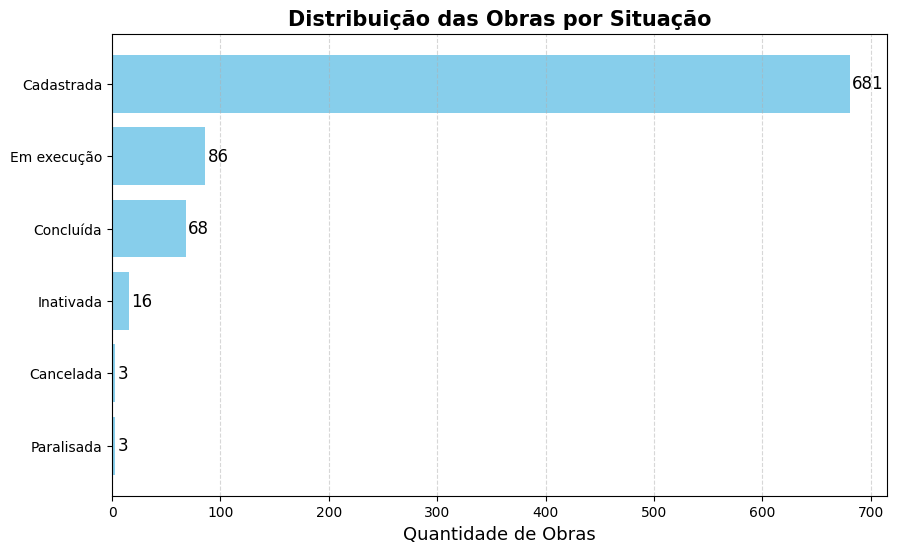 Distribuição das Obras por Situação
Cadastrada 681
Em execução 86
Concluída 68
Inativada 16
Cancelada 3
Paralisada 3
0 100 200 300 400 500 600 700
Quantidade de Obras